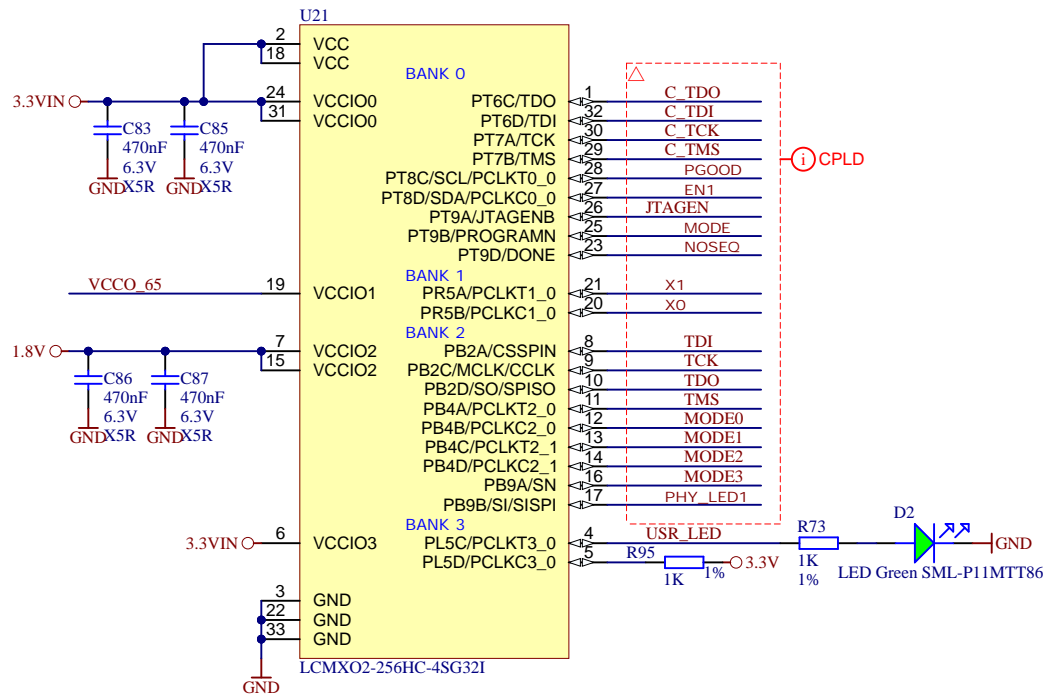 U21
2 VCC
18 VCC
BANK 0
3.3VIN
24 VCCIO0
31 VCCIO0
C83
470nF
6.3V
X5R
GND
C85
470nF
6.3V
X5R
GND
PT6C/TDO 1 C_TDO
PT6D/TDI 32 C_TDI
PT7A/TCK 30 C_TCK
PT7B/TMS 29 C_TMS
PT8C/SCL/PCLKT0_0 28 PGOOD
PT8D/SDA/PCLKC0_0 27 EN1
PT9A/JTAGENB 26 JTAGEN
PT9B/PROGRAMN 25 MODE
PT9D/DONE 23 NOSEQ
i CPLD
BANK 1
VCCO_65 19 VCCIO1
PR5A/PCLKT1_0 21 X1
PR5B/PCLKC1_0 20 X0
BANK 2
1.8V
7 VCCIO2
15 VCCIO2
C86
470nF
6.3V
X5R
GND
C87
470nF
6.3V
X5R
GND
PB2A/CSSPIN 8 TDI
PB2C/MCLK/CCLK 9 TCK
PB2D/SO/SPISO 10 TDO
PB4A/PCLKT2_0 11 TMS
PB4B/PCLKC2_0 12 MODE0
PB4C/PCLKT2_1 13 MODE1
PB4D/PCLKC2_1 14 MODE2
PB9A/SN 16 MODE3
PB9B/SI/SISPI 17 PHY_LED1
BANK 3
3.3VIN 6 VCCIO3
PL5C/PCLKT3_0 4 USR_LED
PL5D/PCLKC3_0 5
R95
1K 1%
3.3V
R73
1K
1%
D2
GND
LED Green SML-P11MTT86
3 GND
22 GND
33 GND
GND
LCMXO2-256HC-4SG32I